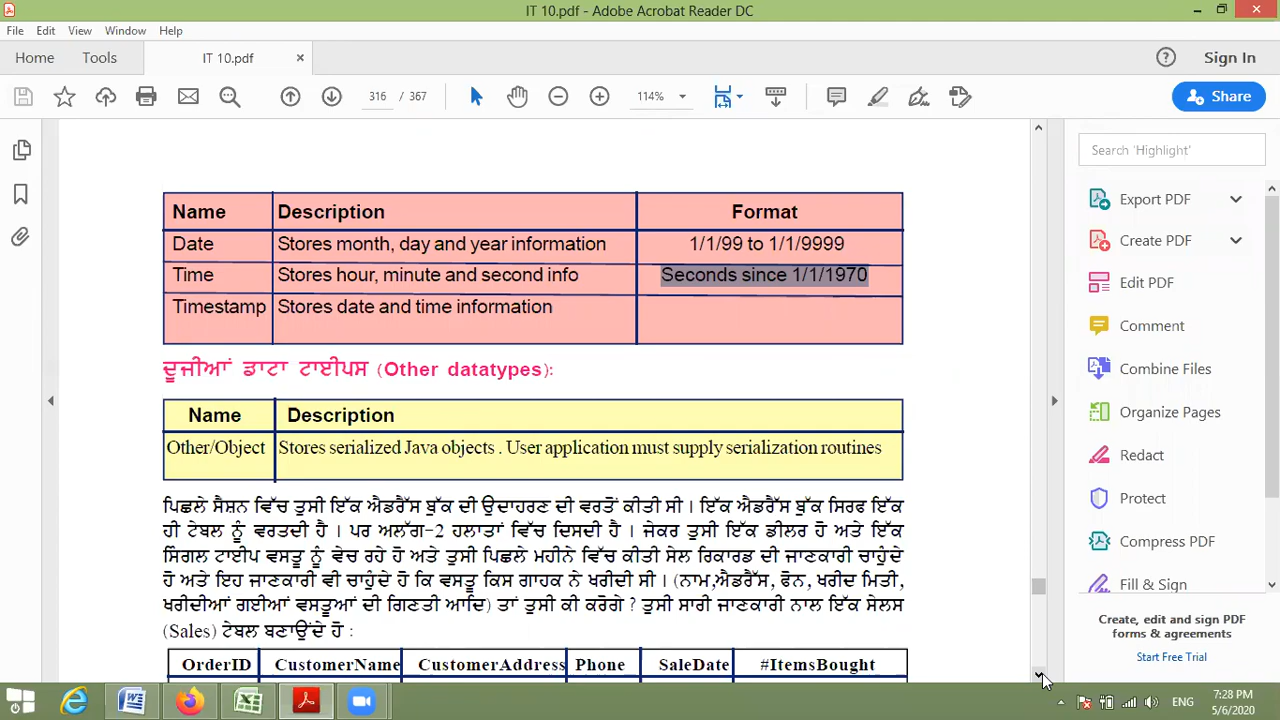 IT 10.pdf - Adobe Acrobat Reader DC
File Edit View Window Help
Home Tools IT 10.pdf × Sign In
316 / 367 114% Share
Search 'Highlight'
Export PDF
Create PDF
Edit PDF
Comment
Combine Files
Organize Pages
Redact
Protect
Compress PDF
Fill & Sign
Create, edit and sign PDF
forms & agreements
Start Free Trial
Name Description Format
Date Stores month, day and year information 1/1/99 to 1/1/9999
Time Stores hour, minute and second info Seconds since 1/1/1970
Timestamp Stores date and time information
ਦੂਜੀਆਂ ਡਾਟਾ ਟਾਈਪਸ (Other datatypes):
Name Description
Other/Object Stores serialized Java objects . User application must supply serialization routines
ਪਿਛਲੇ ਸੈਸ਼ਨ ਵਿੱਚ ਤੁਸੀ ਇੱਕ ਐਡਰੈੱਸ ਬੁੱਕ ਦੀ ਉਦਾਹਰਣ ਦੀ ਵਰਤੋਂ ਕੀਤੀ ਸੀ । ਇੱਕ ਐਡਰੈੱਸ ਬੁੱਕ ਸਿਰਫ ਇੱਕ
ਹੀ ਟੇਬਲ ਨੂੰ ਵਰਤਦੀ ਹੈ । ਪਰ ਅਲੱਗ-2 ਹਲਾਤਾਂ ਵਿੱਚ ਦਿਸਦੀ ਹੈ । ਜੇਕਰ ਤੁਸੀ ਇੱਕ ਡੀਲਰ ਹੋ ਅਤੇ ਇੱਕ
ਸਿੰਗਲ ਟਾਈਪ ਵਸਤੂ ਨੂੰ ਵੇਚ ਰਹੇ ਹੋ ਅਤੇ ਤੁਸੀ ਪਿਛਲੇ ਮਹੀਨੇ ਵਿੱਚ ਕੀਤੀ ਸੇਲ ਰਿਕਾਰਡ ਦੀ ਜਾਣਕਾਰੀ ਚਾਹੁੰਦੇ
ਹੋ ਅਤੇ ਇਹ ਜਾਣਕਾਰੀ ਵੀ ਚਾਹੁੰਦੇ ਹੋ ਕਿ ਵਸਤੂ ਕਿਸ ਗਾਹਕ ਨੇ ਖਰੀਦੀ ਸੀ । (ਨਾਮ,ਐਡਰੈੱਸ, ਫੋਨ, ਖਰੀਦ ਮਿਤੀ,
ਖਰੀਦੀਆਂ ਗਈਆਂ ਵਸਤੂਆਂ ਦੀ ਗਿਣਤੀ ਆਦਿ) ਤਾਂ ਤੁਸੀ ਕੀ ਕਰੋਗੇ ? ਤੁਸੀ ਸਾਰੀ ਜਾਣਕਾਰੀ ਨਾਲ ਇੱਕ ਸੇਲਸ
(Sales) ਟੇਬਲ ਬਣਾਉਂਦੇ ਹੋ :
OrderID CustomerName CustomerAddress Phone SaleDate #ItemsBought
ENG
7:28 PM
5/6/2020